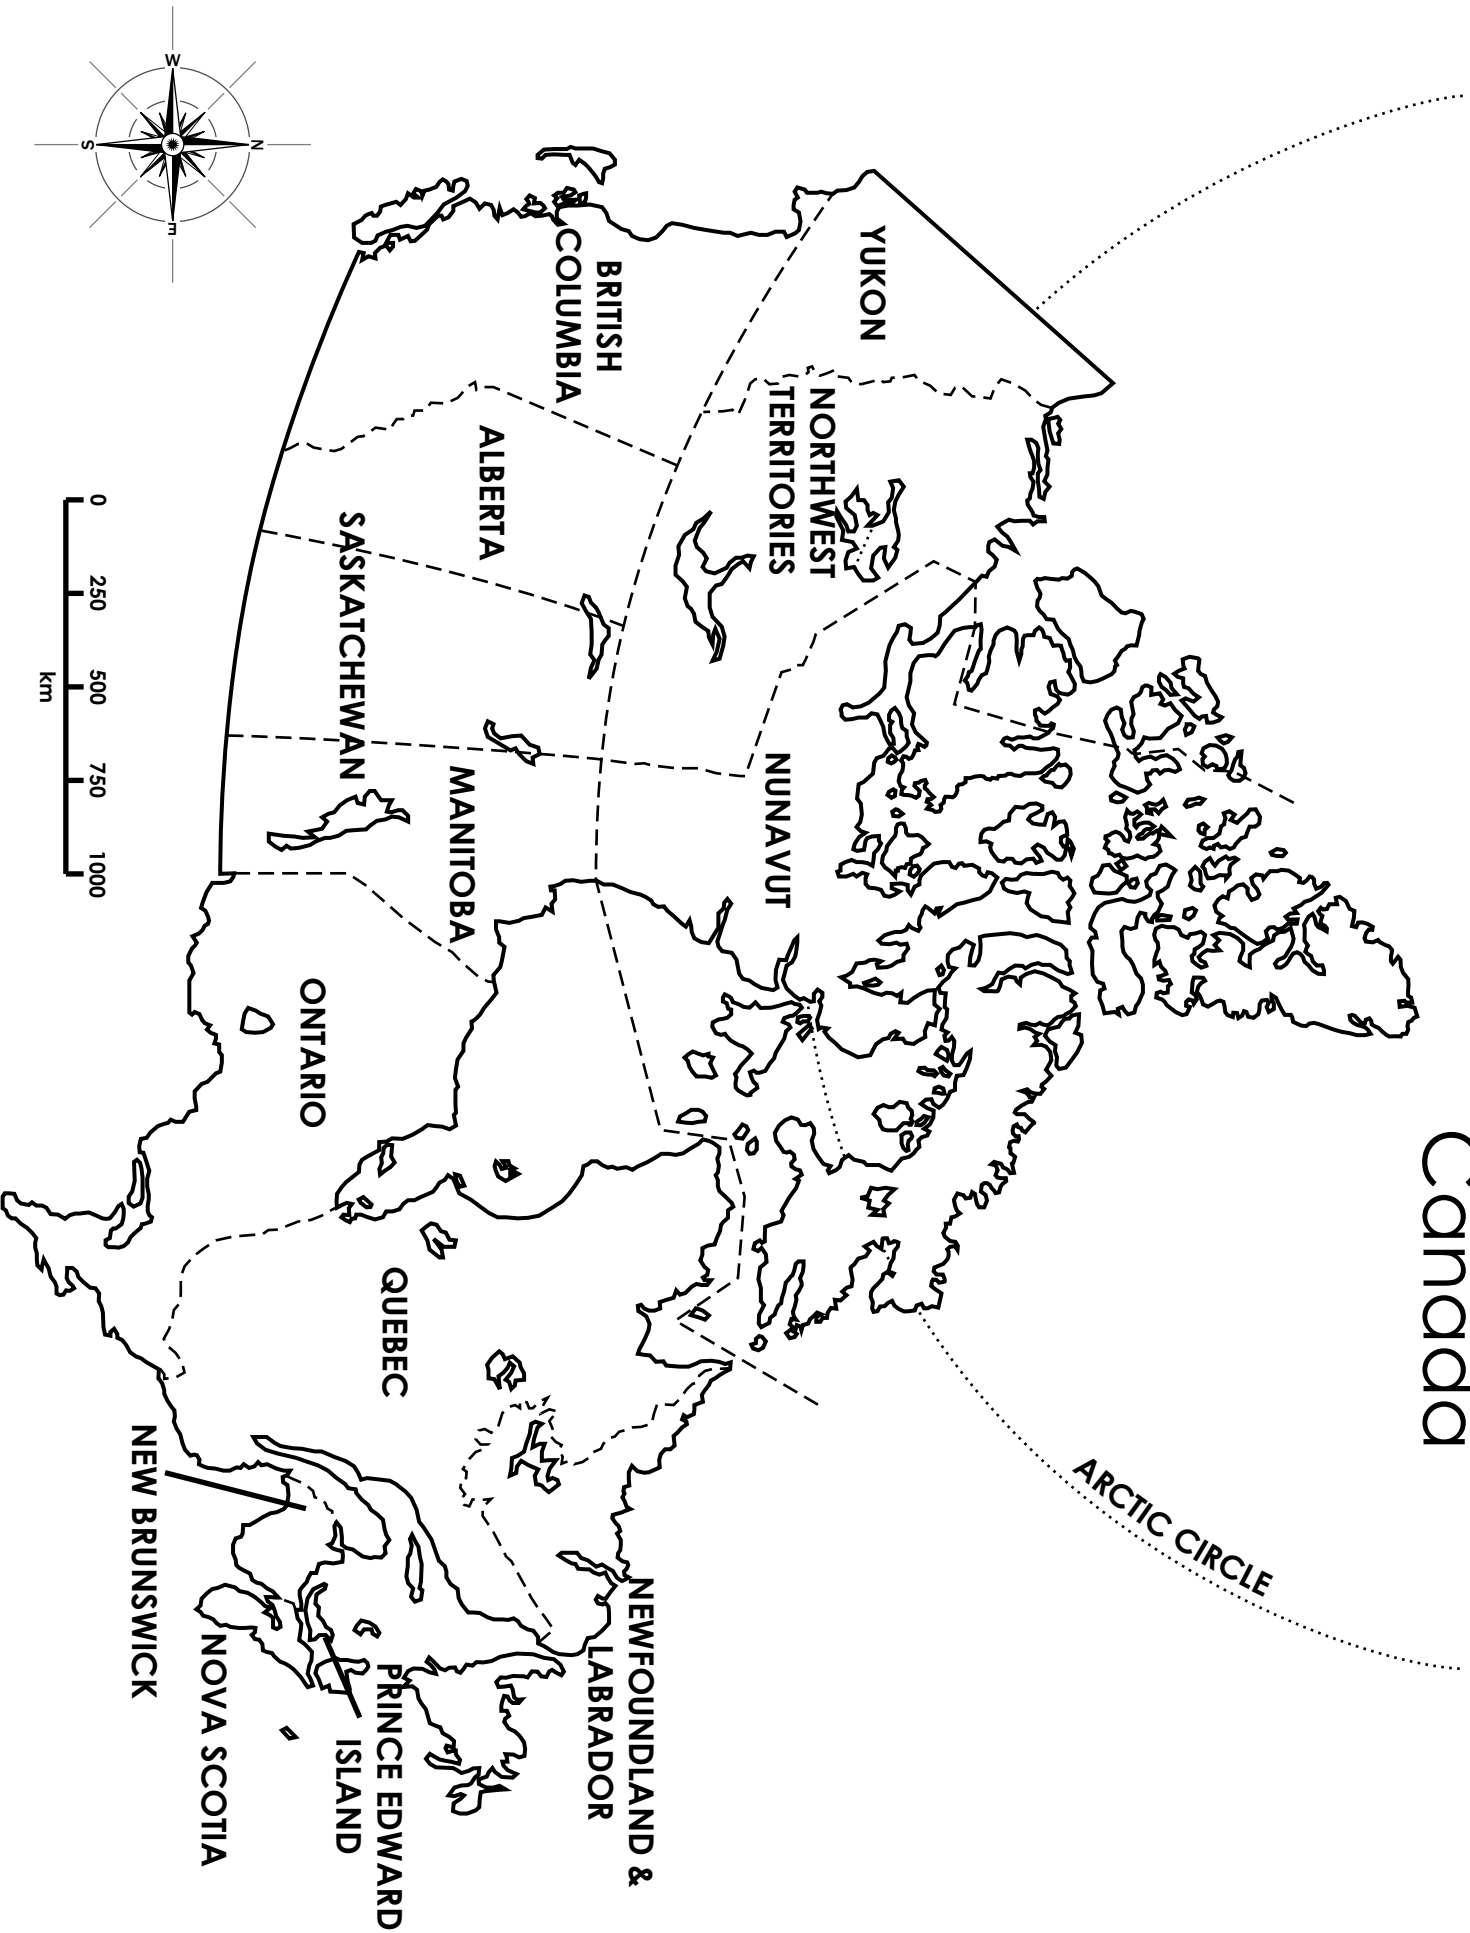 Canada
ARCTIC CIRCLE
YUKON
NORTHWEST
TERRITORIES
NUNAVUT
BRITISH
COLUMBIA
ALBERTA
SASKATCHEWAN
MANITOBA
ONTARIO
QUEBEC
NEWFOUNDLAND &
LABRADOR
PRINCE EDWARD
ISLAND
NOVA SCOTIA
NEW BRUNSWICK
N
W
E
S
0 250 500 750 1000
km